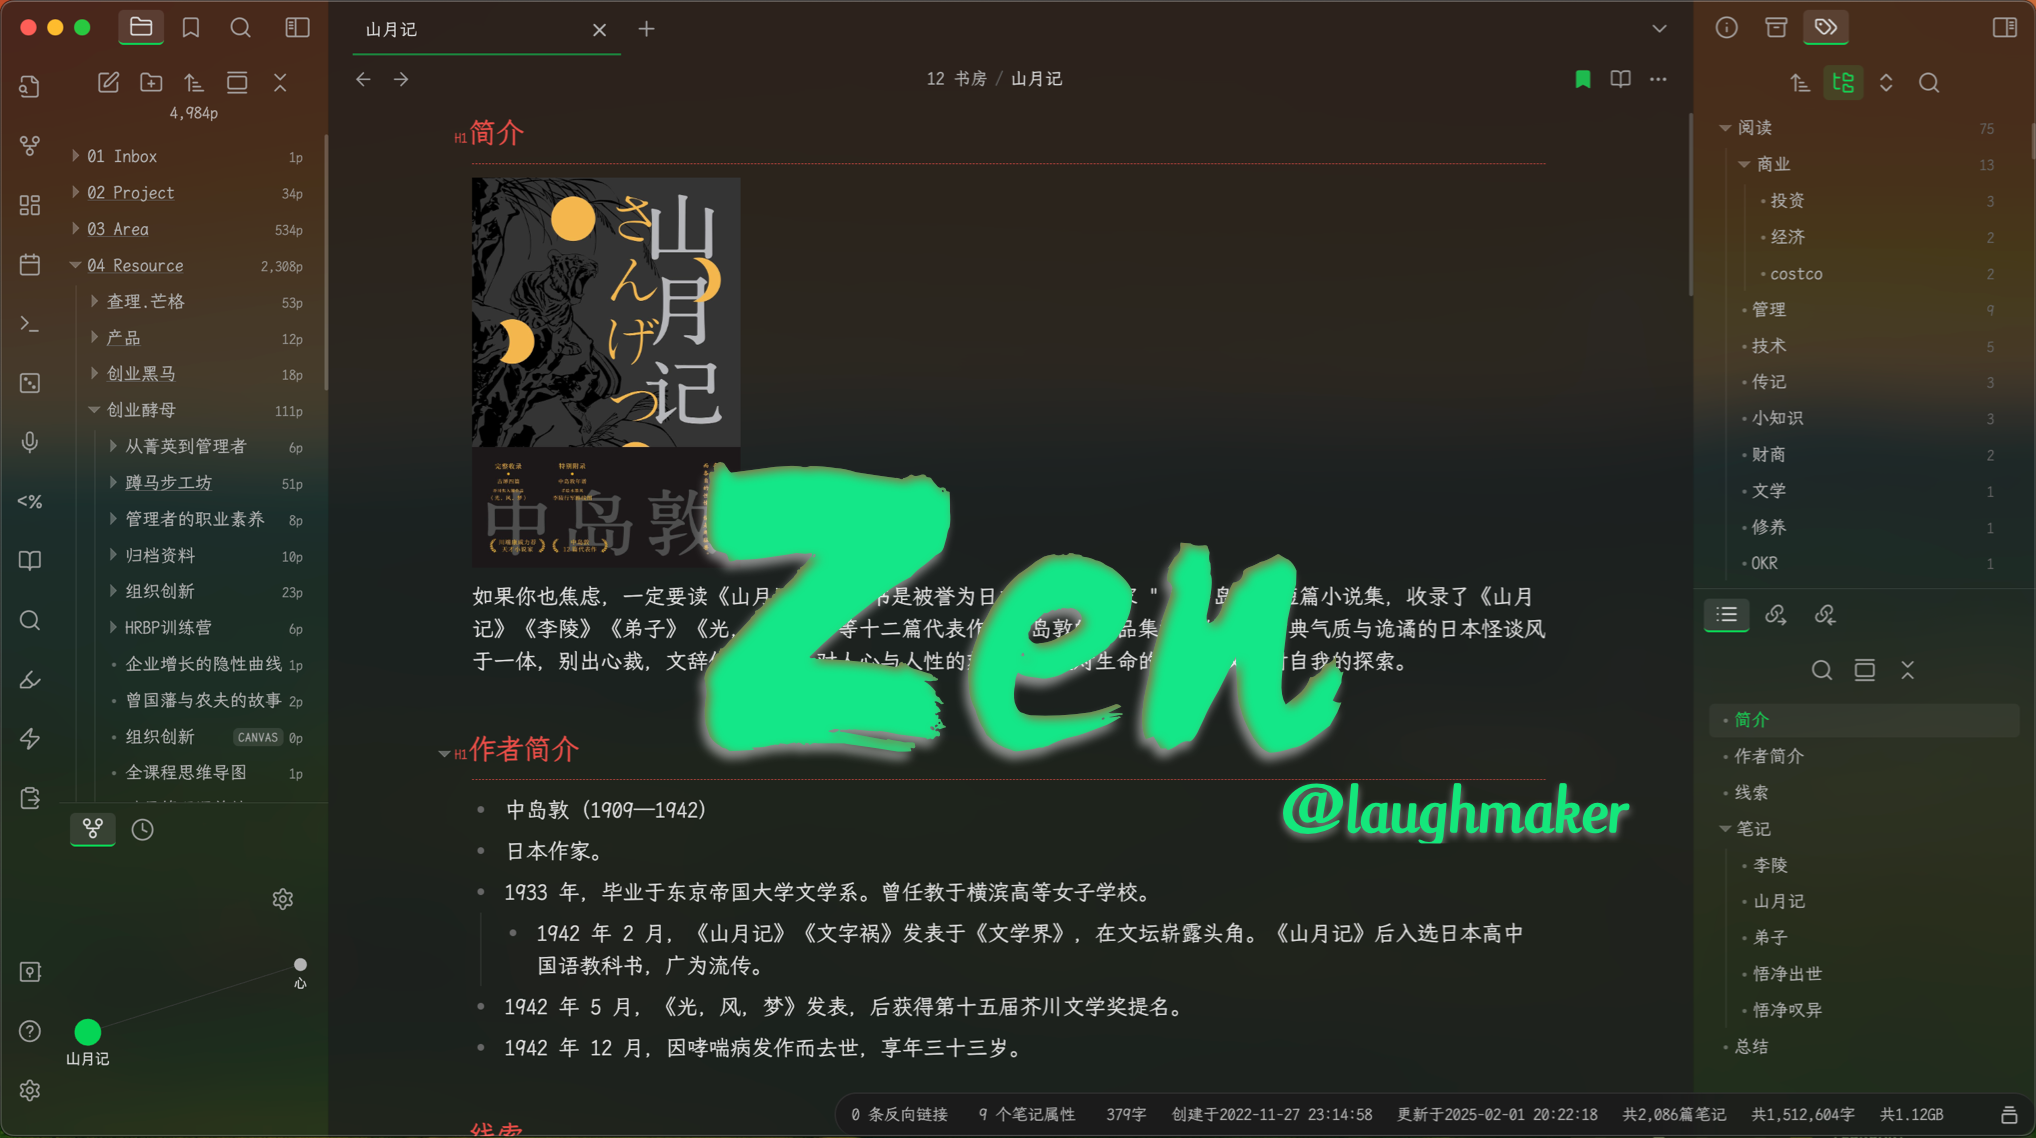 山月记
4,984p
01 Inbox 1p
02 Project 34p
03 Area 534p
04 Resource 2,308p
查理.芒格 53p
产品 12p
创业黑马 18p
创业酵母 111p
从菁英到管理者 6p
蹲马步工坊 51p
管理者的职业素养 8p
归档资料 10p
组织创新 23p
HRBP训练营 6p
企业增长的隐性曲线 1p
曾国藩与农夫的故事 2p
组织创新 CANVAS 0p
全课程思维导图 1p
<%
心
山月记
12 书房 / 山月记
H1 简介
山月记
さんげつ
完整收录
特别附录
中岛敦
如果你也焦虑，一定要读《山月
书是被誉为日
" 岛 短篇小说集，收录了《山月
记》《李陵》《弟子》《光，
等十二篇代表作
岛敦
品集
典气质与诡谲的日本怪谈风
于一体，别出心裁，文辞
对人心与人性的
对生命的
对自我的探索。
Zen
@laughmaker
H1 作者简介
中岛敦（1909—1942）
日本作家。
1933 年，毕业于东京帝国大学文学系。曾任教于横滨高等女子学校。
1942 年 2 月，《山月记》《文字祸》发表于《文学界》，在文坛崭露头角。《山月记》后入选日本高中
国语教科书，广为流传。
1942 年 5 月，《光，风，梦》发表，后获得第十五届芥川文学奖提名。
1942 年 12 月，因哮喘病发作而去世，享年三十三岁。
线索
0 条反向链接 9 个笔记属性 379字 创建于2022-11-27 23:14:58 更新于2025-02-01 20:22:18 共2,086篇笔记 共1,512,604字 共1.12GB
阅读 75
商业 13
投资 3
经济 2
costco 2
管理 9
技术 5
传记 3
小知识 3
财商 2
文学 1
修养 1
OKR 1
简介
作者简介
线索
笔记
李陵
山月记
弟子
悟净出世
悟净叹异
总结